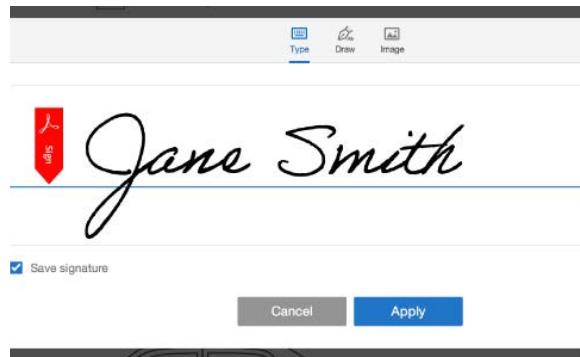 Type Draw Image
Sign
Jane Smith
Save signature
Cancel Apply